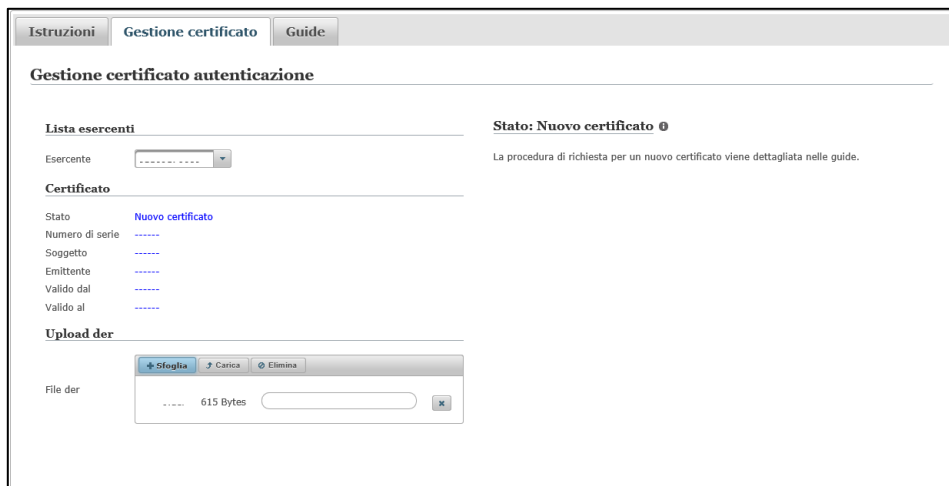 Istruzioni
Gestione certificato
Guide
Gestione certificato autenticazione
Lista esercenti
Esercente
Certificato
Stato Nuovo certificato
Numero di serie ------
Soggetto ------
Emittente ------
Valido dal ------
Valido al ------
Upload der
Sfoglia Carica Elimina
File der
615 Bytes
Stato: Nuovo certificato
La procedura di richiesta per un nuovo certificato viene dettagliata nelle guide.